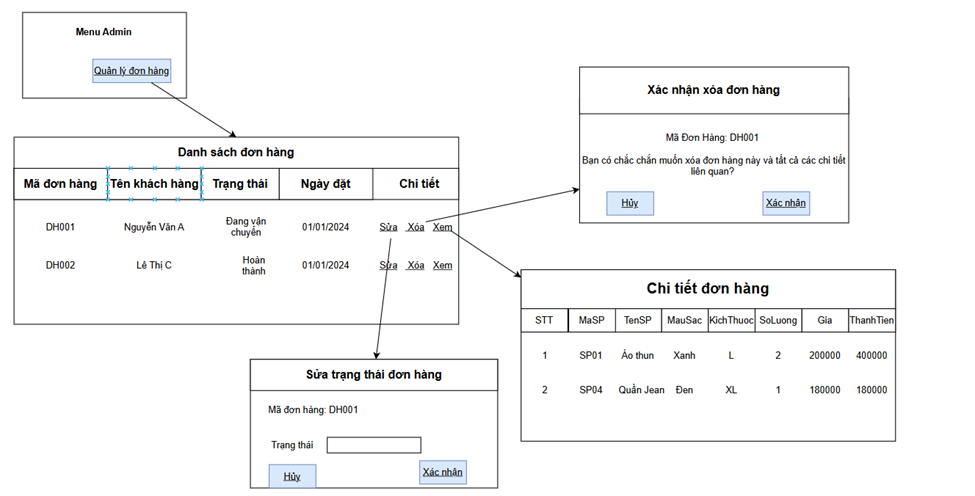 Menu Admin
Quản lý đơn hàng
Danh sách đơn hàng
Mã đơn hàng Tên khách hàng Trạng thái Ngày đặt Chi tiết
DH001 Nguyễn Văn A Đang vận chuyển 01/01/2024 Sửa Xóa Xem
DH002 Lê Thị C Hoàn thành 01/01/2024 Sửa Xóa Xem
Xác nhận xóa đơn hàng
Mã Đơn Hàng: DH001
Bạn có chắc chắn muốn xóa đơn hàng này và tất cả các chi tiết
liên quan?
Hủy Xác nhận
Chi tiết đơn hàng
STT MaSP TenSP MauSac KichThuoc SoLuong Gia ThanhTien
1 SP01 Áo thun Xanh L 2 200000 400000
2 SP04 Quần Jean Đen XL 1 180000 180000
Sửa trạng thái đơn hàng
Mã đơn hàng: DH001
Trạng thái
Hủy Xác nhận